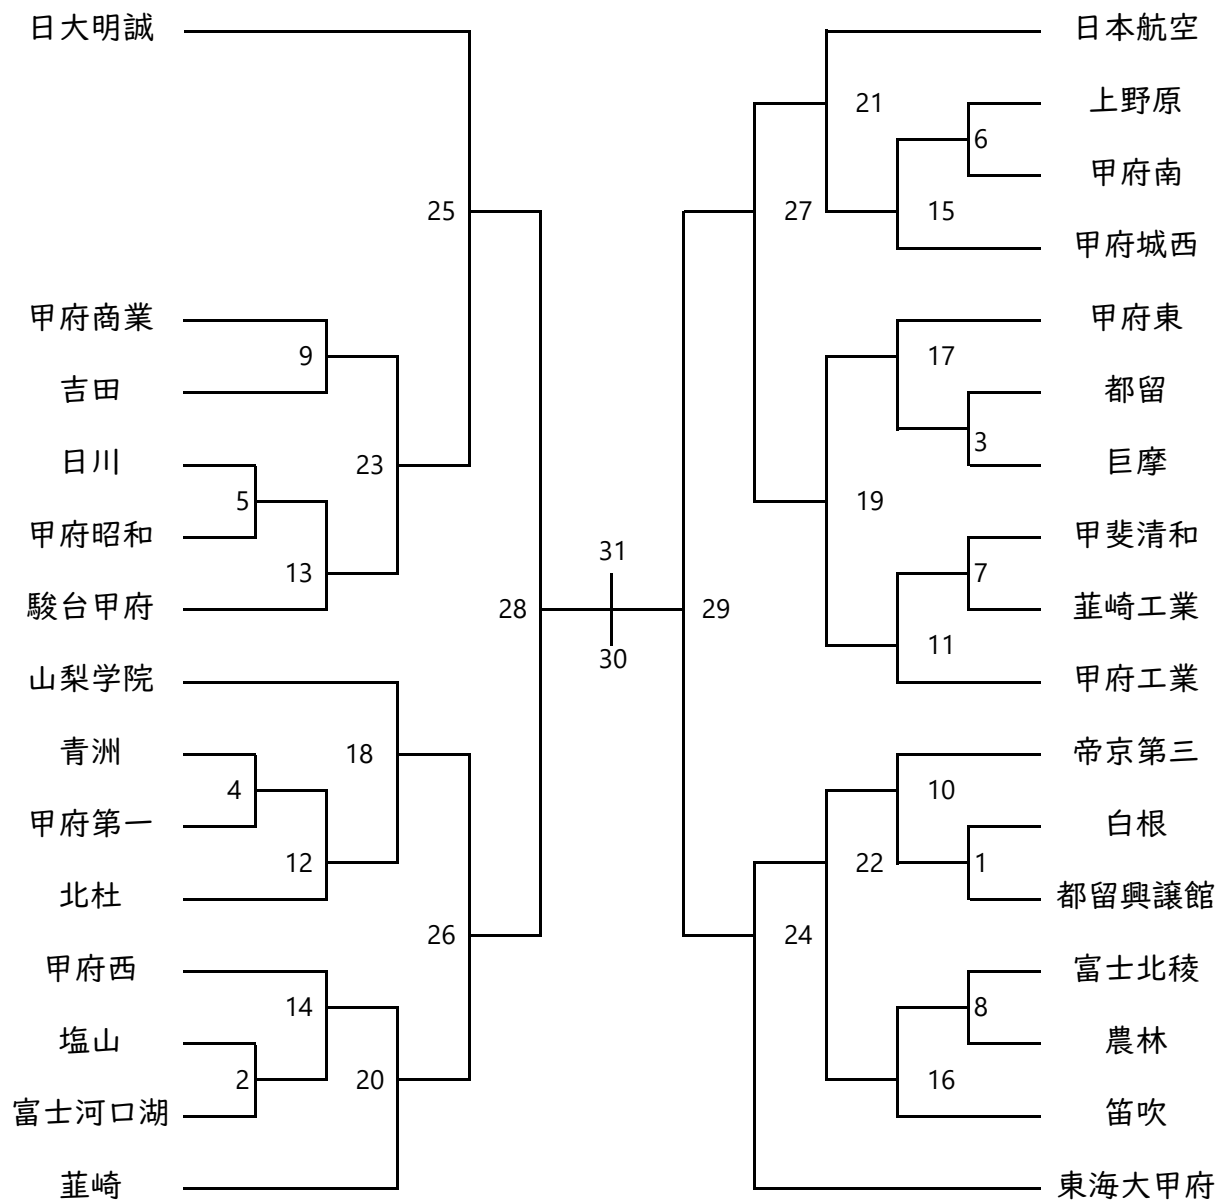 日大明誠
甲府商業
吉田
日川
甲府昭和
駿台甲府
山梨学院
青洲
甲府第一
北杜
甲府西
塩山
富士河口湖
韮崎
25
9
23
5
13
28
18
4
12
26
14
2
20
31
30
日本航空
上野原
甲府南
甲府城西
甲府東
都留
巨摩
甲斐清和
韮崎工業
甲府工業
帝京第三
白根
都留興譲館
富士北稜
農林
笛吹
東海大甲府
21
6
27
15
17
3
19
7
29
11
10
22
1
24
8
16